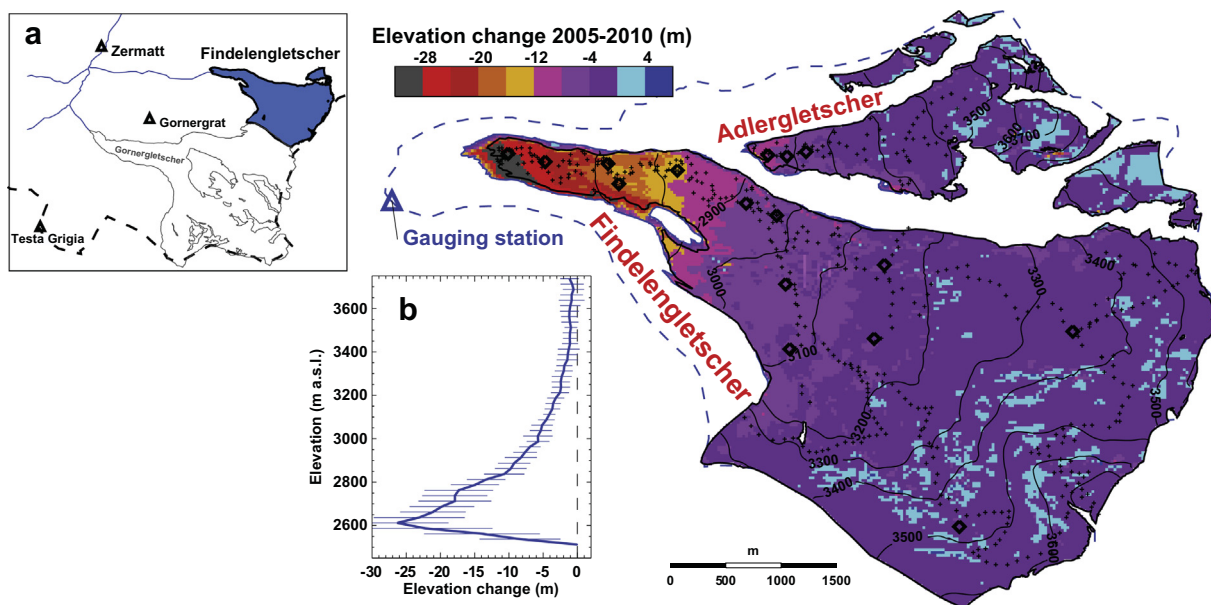 a
Zermatt
Findelengletscher
Gornergrat
Gornergletscher
Testa Grigia
Elevation change 2005-2010 (m)
-28 -20 -12 -4 4
Adlergletscher
3500
3600
3700
Gauging station
Findelengletscher
2900
3000
3100
3200
3300
3400
3300
3400
3500
3500
3600
b
Elevation (m a.s.l.)
3600
3400
3200
3000
2800
2600
-30 -25 -20 -15 -10 -5 0
Elevation change (m)
m
0 500 1000 1500